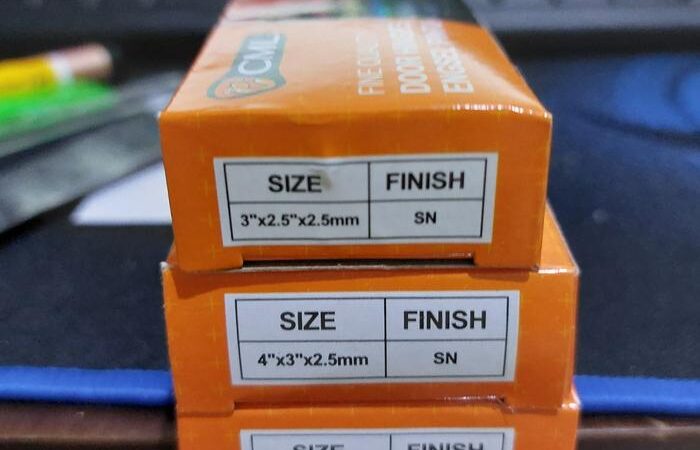 CML
FINE QUALITY
DOOR HINGE
SIZE FINISH
3"x2.5"x2.5mm SN
SIZE FINISH
4"x3"x2.5mm SN
SIZE FINISH